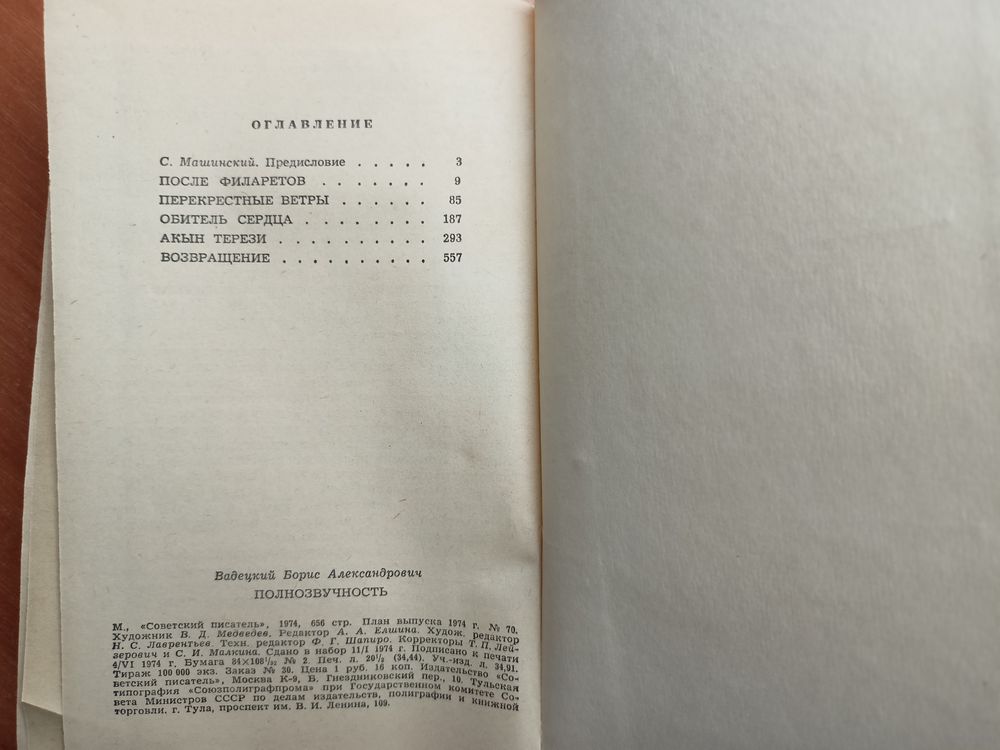 ОГЛАВЛЕНИЕ
С. Машинский. Предисловие . . . . . 3
ПОСЛЕ ФИЛАРЕТОВ . . . . . . . 9
ПЕРЕКРЕСТНЫЕ ВЕТРЫ . . . . . . 85
ОБИТЕЛЬ СЕРДЦА . . . . . . . . 187
АКЫН ТЕРЕЗИ . . . . . . . . . . 293
ВОЗВРАЩЕНИЕ . . . . . . . . . . 557
Вадецкий Борис Александрович
ПОЛНОЗВУЧНОСТЬ
М., «Советский писатель», 1974, 656 стр. План выпуска 1974 г. № 70.
Художник В. Д. Медведев. Редактор А. А. Елшина. Худож. редактор
Н. С. Лаврентьев. Техн. редактор Ф. Г. Шапиро. Корректоры Т. П. Лей-
зерович и С. И. Малкина. Сдано в набор 11/I 1974 г. Подписано к печати
4/VI 1974 г. Бумага 84×108¹/₃₂ № 2. Печ. л. 20¹/₂ (34,44). Уч.-изд. л. 34,91.
Тираж 100 000 экз. Заказ № 30. Цена 1 руб. 16 коп. Издательство «Со-
ветский писатель», Москва К-9, Б. Гнездниковский пер., 10. Тульская
типография «Союзполиграфпрома» при Государственном комитете Со-
вета Министров СССР по делам издательств, полиграфии и книжной
торговли. г. Тула, проспект им. В. И. Ленина, 109.